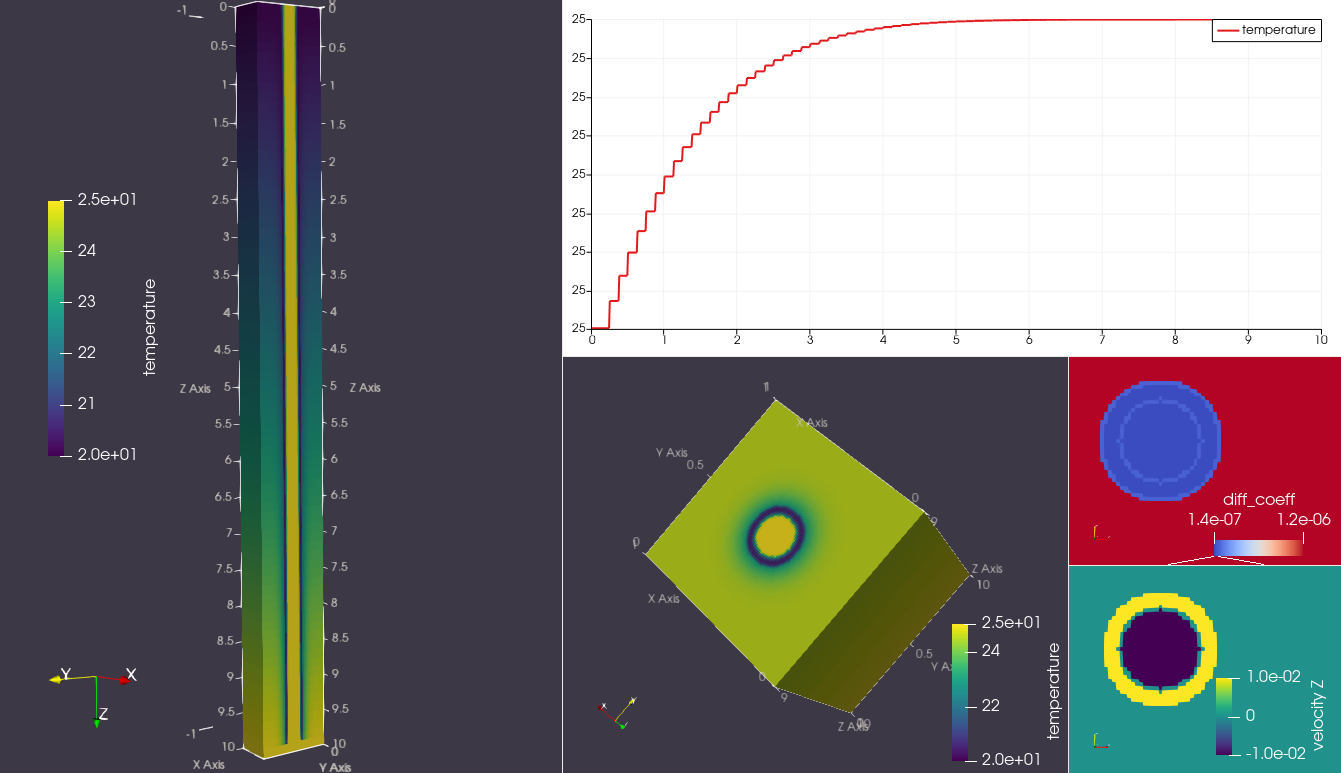 -1
0
0
0.5
0.5
1
1
1.5
1.5
2
2
2.5
2.5
3
3
3.5
3.5
4
4
4.5
4.5
Z Axis
5
5
Z Axis
5.5
5.5
6
6
6.5
6.5
7
7
7.5
7.5
8
8
8.5
8.5
9
9
9.5
9.5
-1
10
10
0
X Axis
Y Axis
2.5e+01
24
23
22
21
2.0e+01
temperature
Y
X
Z
25
25
25
25
25
25
25
25
25
0
1
2
3
4
5
6
7
8
9
10
temperature
1
X Axis
Y Axis
0.5
0
9
0
X Axis
Z Axis
10
0.5
Y A
0
9
Z Axis
2.5e+01
24
22
2.0e+01
temperature
X
Y
diff_coeff
1.4e-07
1.2e-06
1.0e-02
0
-1.0e-02
velocity Z